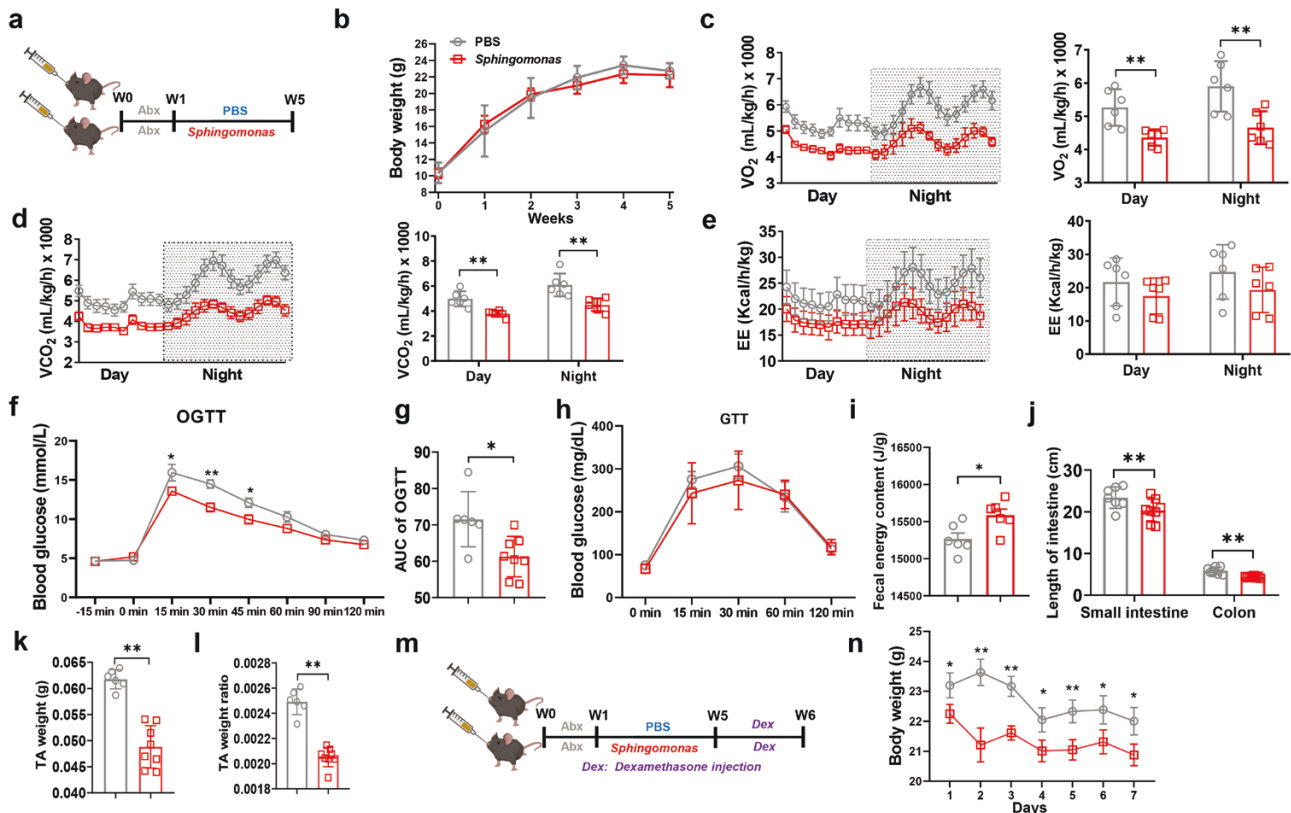 a
W0 Abx W1 PBS W5
Abx Sphingomonas
b
PBS
Sphingomonas
Body weight (g)
26
24
22
20
18
16
14
12
10
8
0 1 2 3 4 5
Weeks
c
VO2 (mL/kg/h) x 1000
8
7
6
5
4
3
Day Night
VO2 (mL/kg/h) x 1000
7
6
5
4
3
** **
Day Night
d
VCO2 (mL/kg/h) x 1000
8
7
6
5
4
3
2
Day Night
VCO2 (mL/kg/h) x 1000
10
8
6
4
2
0
** **
Day Night
e
EE (Kcal/h/kg)
35
30
25
20
15
10
Day Night
EE (Kcal/h/kg)
40
30
20
10
0
Day Night
f
OGTT
Blood glucose (mmol/L)
20
15
10
5
0
* ** *
-15 min 0 min 15 min 30 min 45 min 60 min 90 min 120 min
g
AUC of OGTT
90
80
70
60
50
*
h
GTT
Blood glucose (mg/dL)
400
300
200
100
0
0 min 15 min 30 min 60 min 120 min
i
Fecal energy content (J/g)
16500
16000
15500
15000
14500
*
j
Length of intestine (cm)
30
20
10
0
** **
Small intestine Colon
k
TA weight (g)
0.065
0.060
0.055
0.050
0.045
0.040
**
l
TA weight ratio
0.0028
0.0026
0.0024
0.0022
0.0020
0.0018
**
m
W0 Abx W1 PBS W5 Dex W6
Abx Sphingomonas Dex
Dex: Dexamethasone injection
n
Body weight (g)
25
24
23
22
21
20
* ** ** * ** * *
1 2 3 4 5 6 7
Days